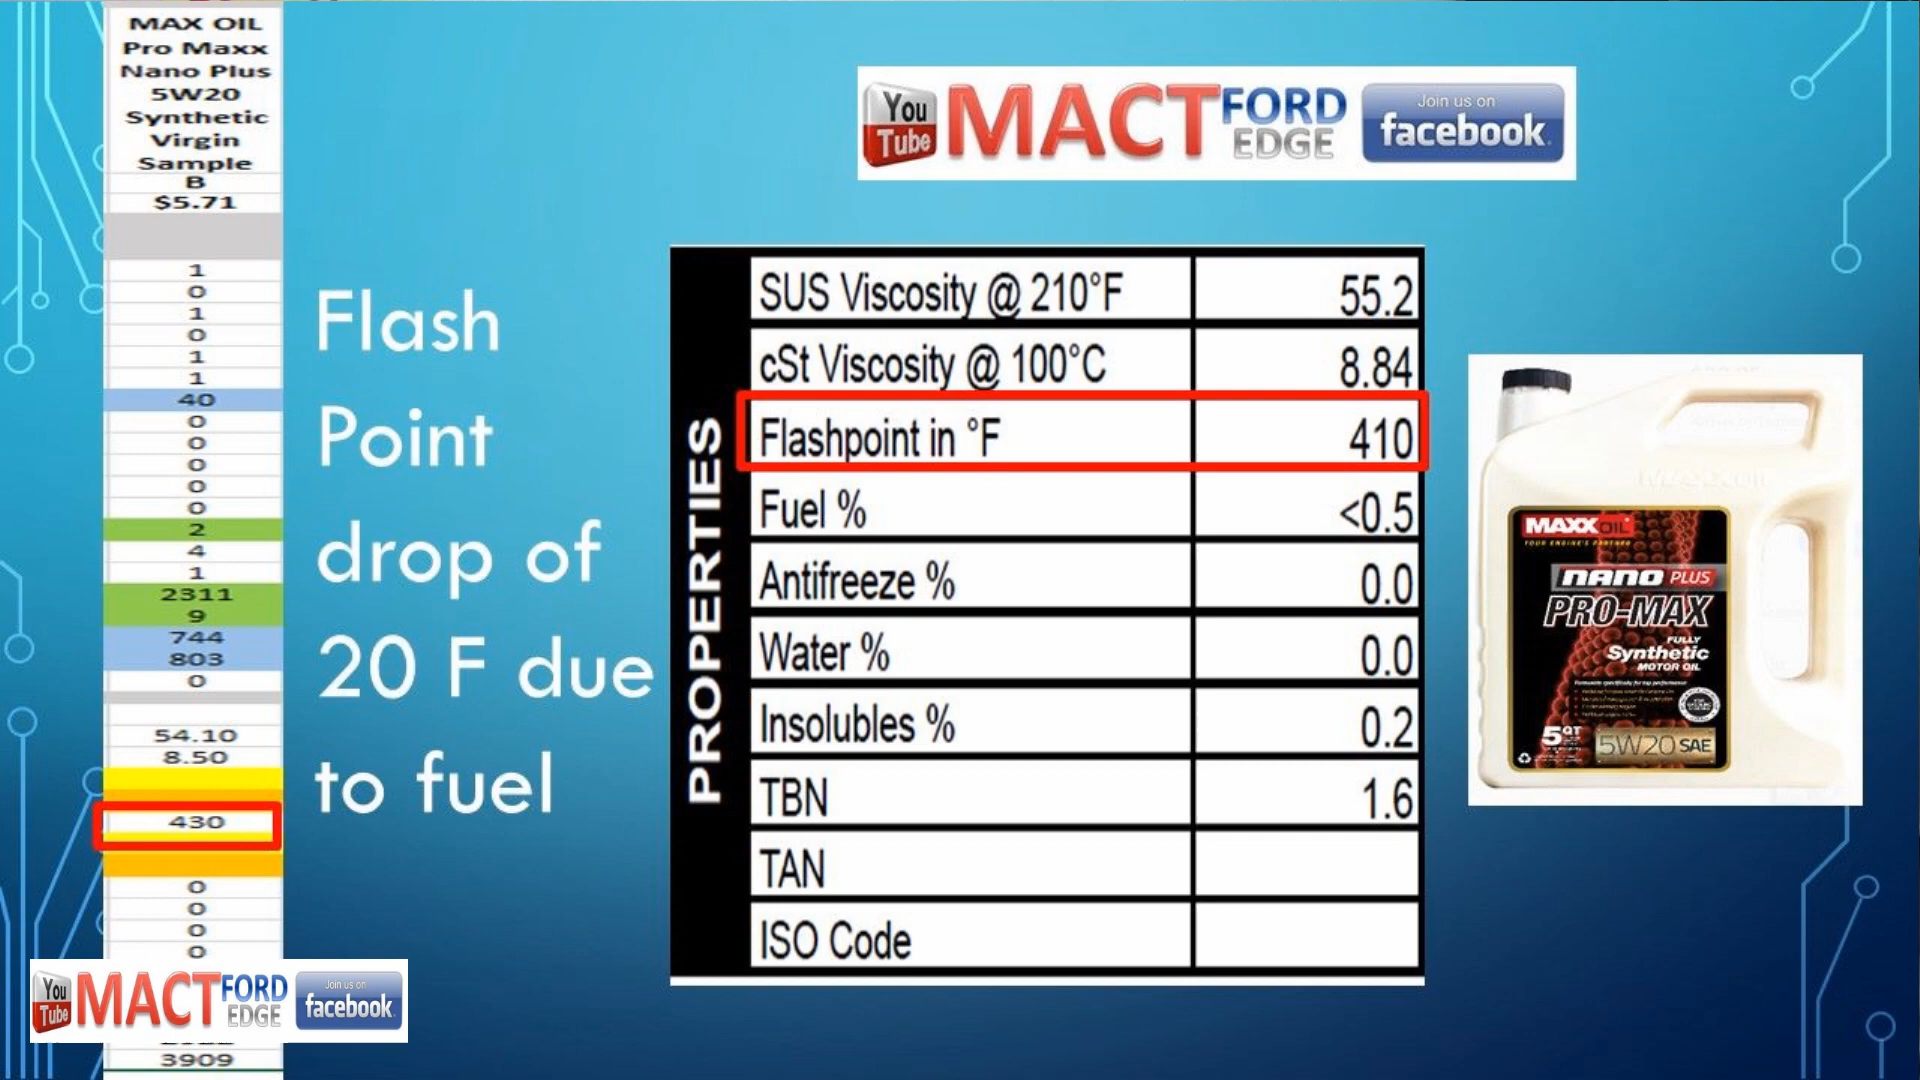 MAX OIL
Pro Maxx
Nano Plus
5W20
Synthetic
Virgin
Sample
B
$5.71
1
0
1
0
1
1
40
0
0
0
0
0
2
4
1
2311
9
744
803
0
54.10
8.50
430
0
0
0
0
3909
Flash
Point
drop of
20 F due
to fuel
You Tube MACT FORD EDGE Join us on facebook
PROPERTIES
SUS Viscosity @ 210°F 55.2
cSt Viscosity @ 100°C 8.84
Flashpoint in °F 410
Fuel % <0.5
Antifreeze % 0.0
Water % 0.0
Insolubles % 0.2
TBN 1.6
TAN
ISO Code
MAXXOIL
YOUR ENGINE'S PARTNER
NANO PLUS
PRO-MAX
FULLY
Synthetic
MOTOR OIL
5QT
5W20 SAE
You Tube MACT FORD EDGE Join us on facebook